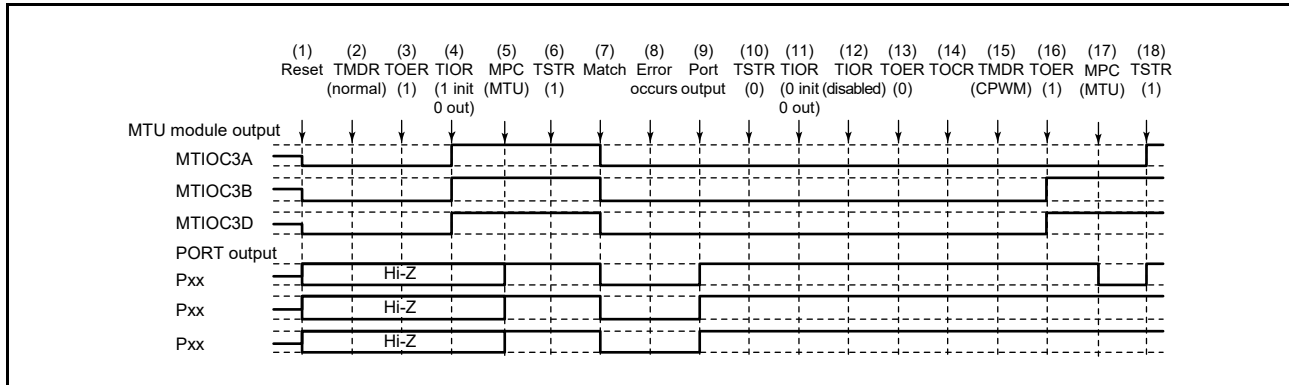 (1) (2) (3) (4) (5) (6) (7) (8) (9) (10) (11) (12) (13) (14) (15) (16) (17) (18)
Reset TMDR TOER TIOR MPC TSTR Match Error Port TSTR TIOR TIOR TOER TOCR TMDR TOER MPC TSTR
(normal) (1) (1 init (MTU) (1) occurs output (0) (0 init (disabled) (0) (CPWM) (1) (MTU) (1)
0 out) 0 out)
MTU module output
MTIOC3A
MTIOC3B
MTIOC3D
PORT output
Pxx Hi-Z
Pxx Hi-Z
Pxx Hi-Z